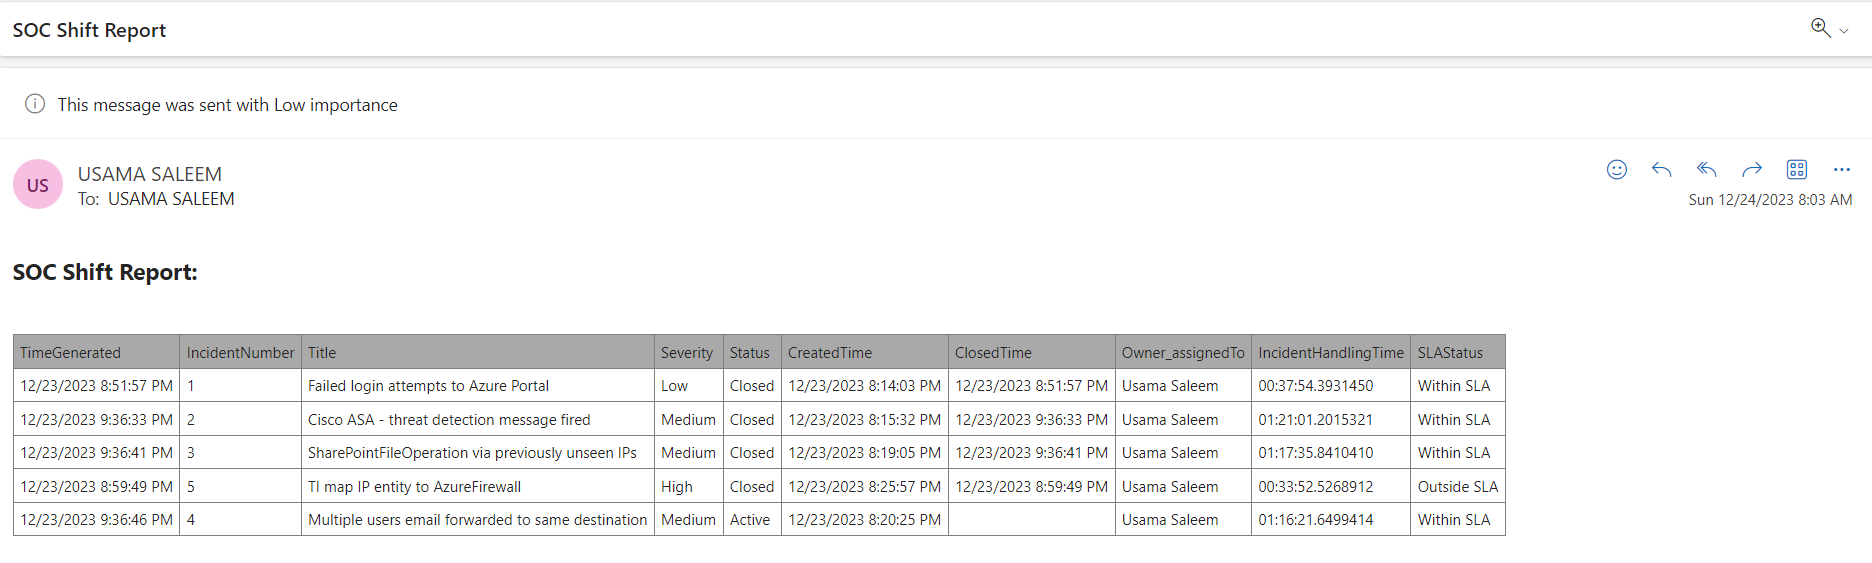 SOC Shift Report
This message was sent with Low importance
US
USAMA SALEEM
To: USAMA SALEEM
Sun 12/24/2023 8:03 AM
SOC Shift Report:
TimeGenerated IncidentNumber Title Severity Status CreatedTime ClosedTime Owner_assignedTo IncidentHandlingTime SLAStatus
12/23/2023 8:51:57 PM 1 Failed login attempts to Azure Portal Low Closed 12/23/2023 8:14:03 PM 12/23/2023 8:51:57 PM Usama Saleem 00:37:54.3931450 Within SLA
12/23/2023 9:36:33 PM 2 Cisco ASA - threat detection message fired Medium Closed 12/23/2023 8:15:32 PM 12/23/2023 9:36:33 PM Usama Saleem 01:21:01.2015321 Within SLA
12/23/2023 9:36:41 PM 3 SharePointFileOperation via previously unseen IPs Medium Closed 12/23/2023 8:19:05 PM 12/23/2023 9:36:41 PM Usama Saleem 01:17:35.8410410 Within SLA
12/23/2023 8:59:49 PM 5 TI map IP entity to AzureFirewall High Closed 12/23/2023 8:25:57 PM 12/23/2023 8:59:49 PM Usama Saleem 00:33:52.5268912 Outside SLA
12/23/2023 9:36:46 PM 4 Multiple users email forwarded to same destination Medium Active 12/23/2023 8:20:25 PM Usama Saleem 01:16:21.6499414 Within SLA